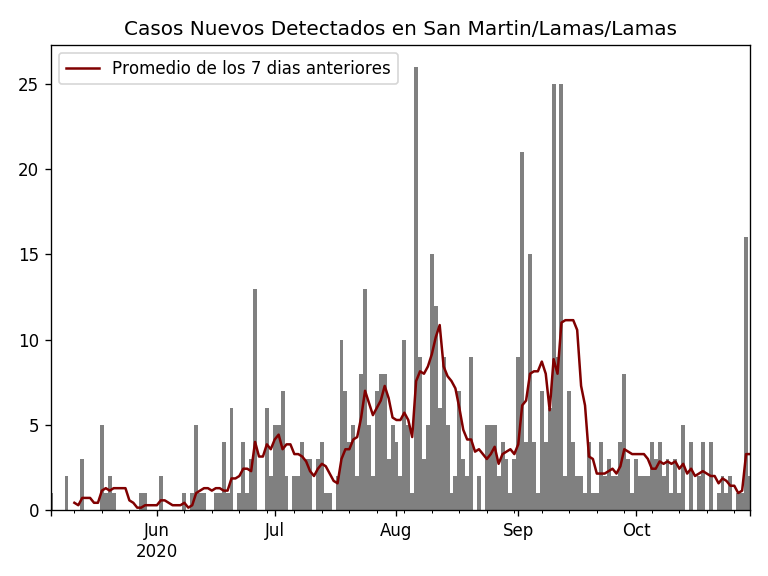 Casos Nuevos Detectados en San Martin/Lamas/Lamas
Promedio de los 7 dias anteriores
25
20
15
10
5
0
Jun
2020
Jul
Aug
Sep
Oct